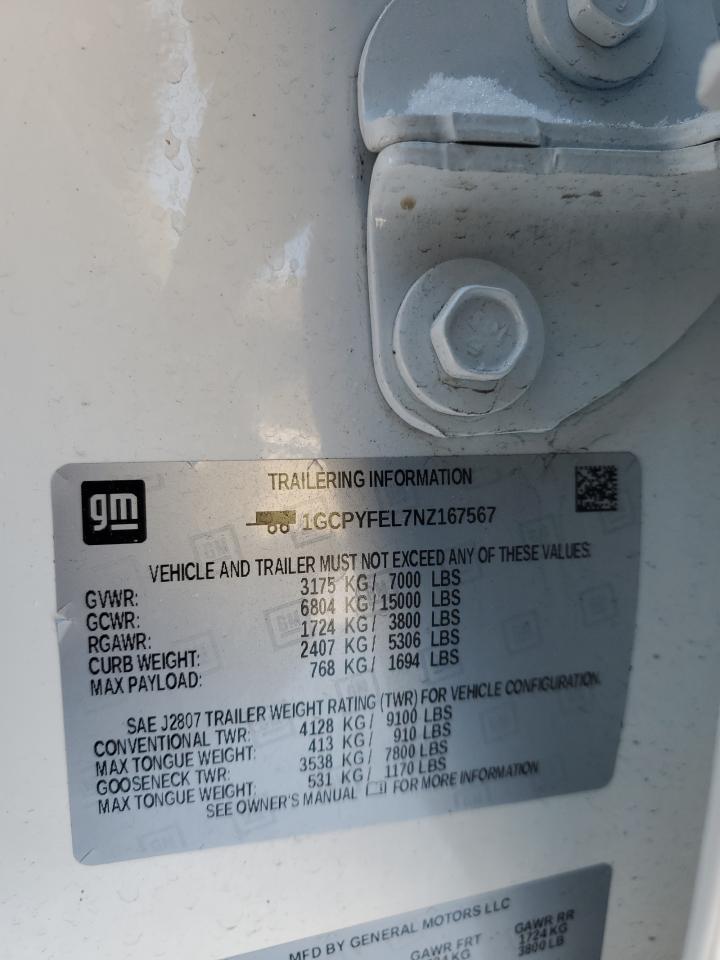 gm
TRAILERING INFORMATION
1GCPYFEL7NZ167567
VEHICLE AND TRAILER MUST NOT EXCEED ANY OF THESE VALUES:
GVWR: 3175 KG / 7000 LBS
GCWR: 6804 KG / 15000 LBS
RGAWR: 1724 KG / 3800 LBS
CURB WEIGHT: 2407 KG / 5306 LBS
MAX PAYLOAD: 768 KG / 1694 LBS
SAE J2807 TRAILER WEIGHT RATING (TWR) FOR VEHICLE CONFIGURATION.
CONVENTIONAL TWR: 4128 KG / 9100 LBS
MAX TONGUE WEIGHT: 413 KG / 910 LBS
GOOSENECK TWR: 3538 KG / 7800 LBS
MAX TONGUE WEIGHT: 531 KG / 1170 LBS
SEE OWNER'S MANUAL FOR MORE INFORMATION
MFD BY GENERAL MOTORS LLC
GAWR FRT GAWR RR
KG 1724 KG
3800 LB